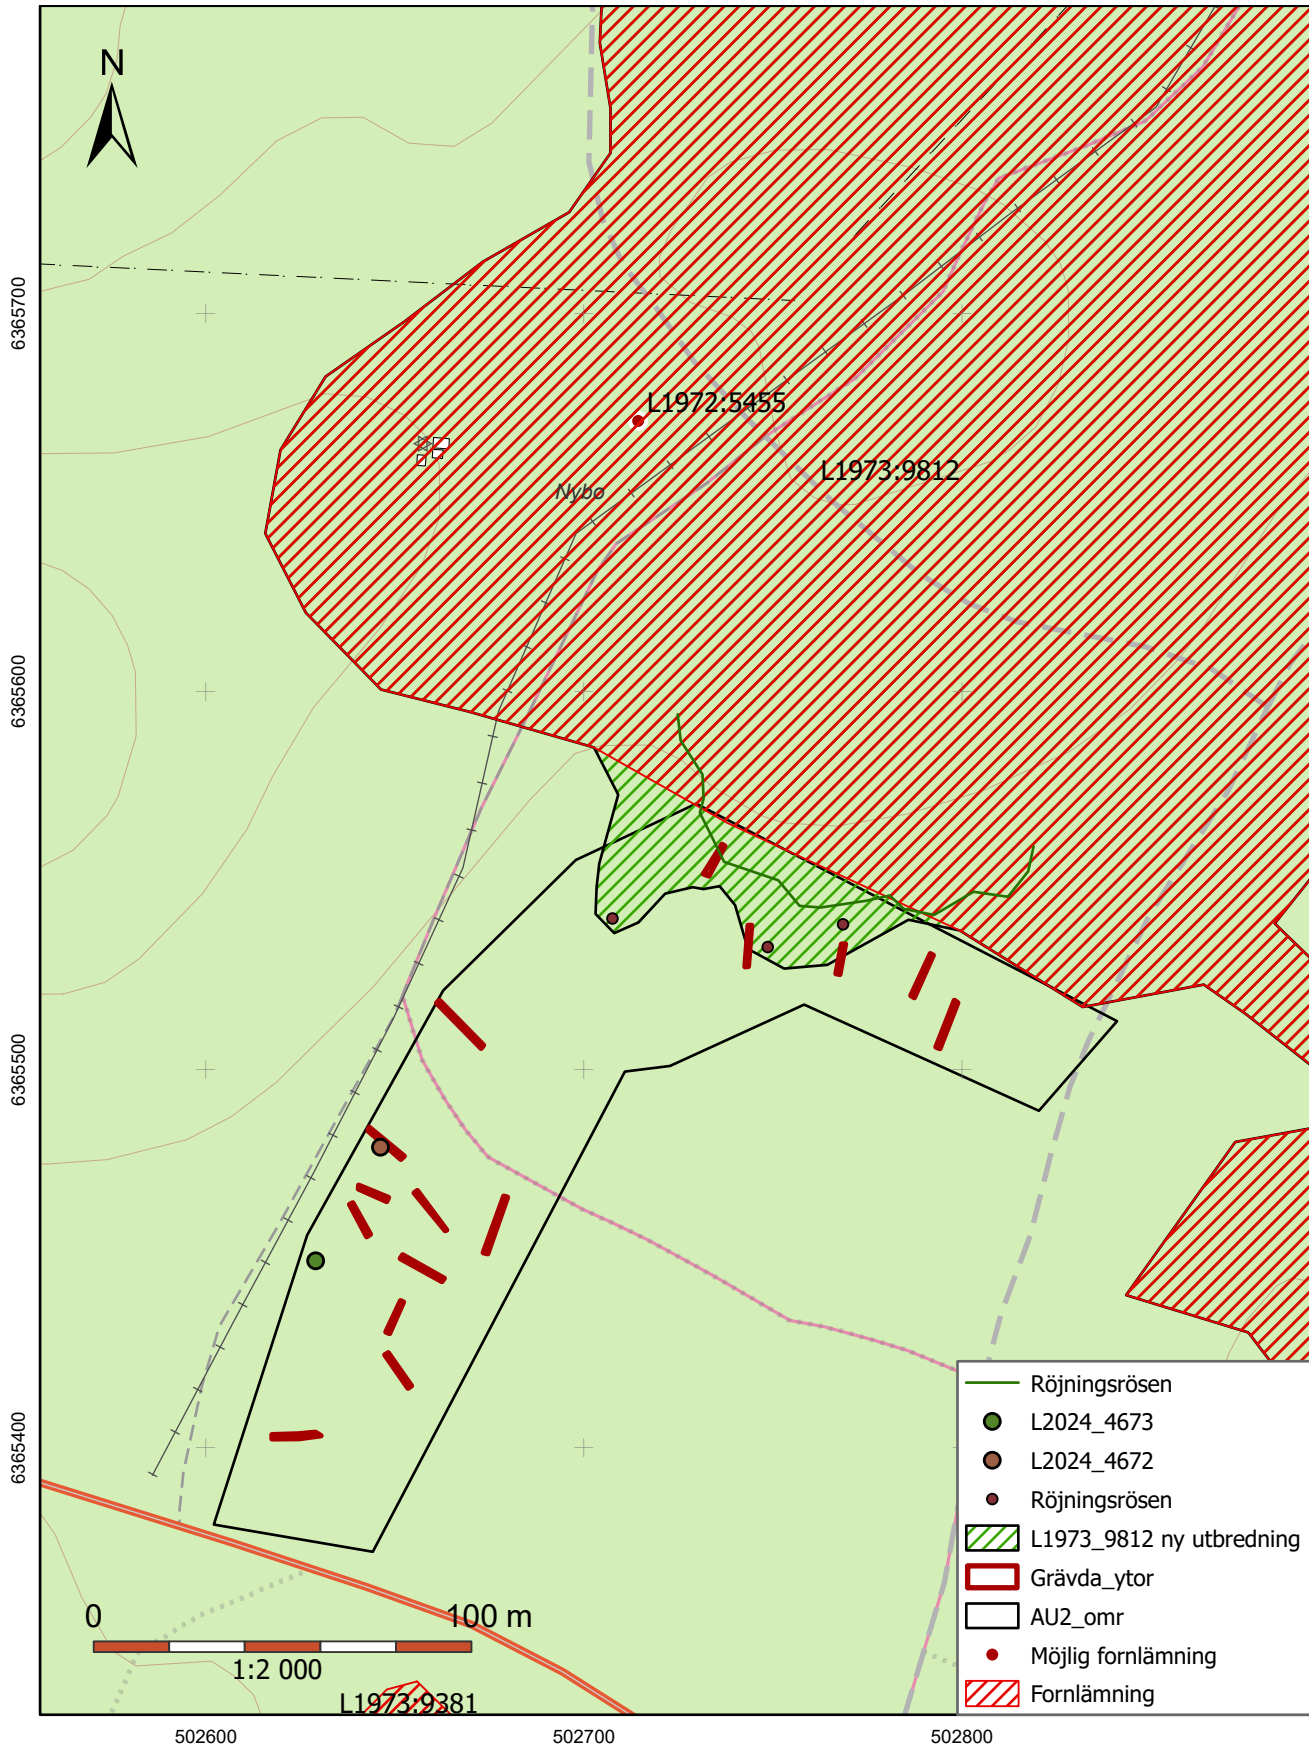 N
6365700
L1972:5455
L1973:9812
Nybo
6365600
6365500
6365400
Röjningsrösen
L2024_4673
L2024_4672
Röjningsrösen
L1973_9812 ny utbredning
Grävda_ytor
AU2_omr
Möjlig fornlämning
Fornlämning
0 100 m
1:2 000
L1973:9381
502600 502700 502800